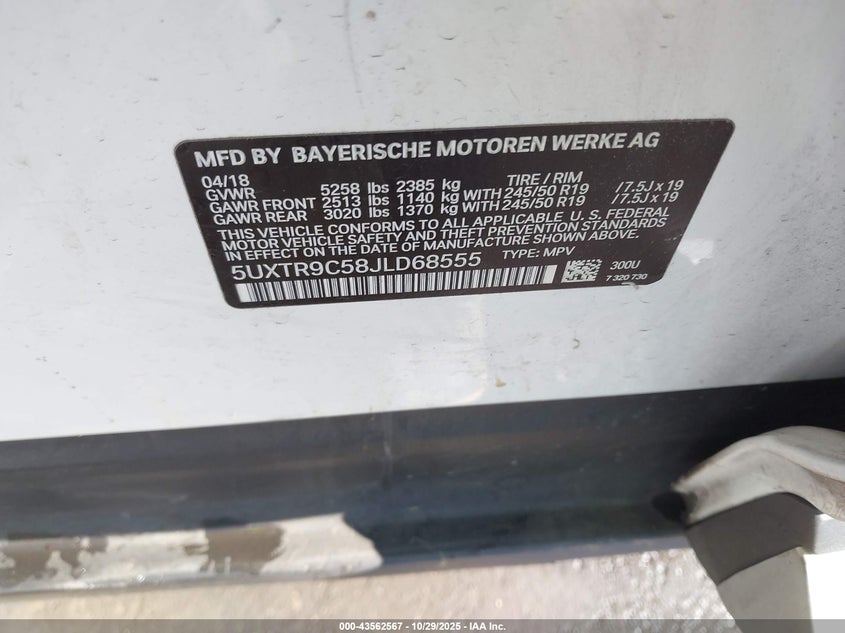 MFD BY BAYERISCHE MOTOREN WERKE AG
04/18 TIRE / RIM
GVWR 5258 lbs 2385 kg
GAWR FRONT 2513 lbs 1140 kg WITH 245/50 R19 /7.5J x 19
GAWR REAR 3020 lbs 1370 kg WITH 245/50 R19 /7.5J x 19
THIS VEHICLE CONFORMS TO ALL APPLICABLE U. S. FEDERAL
MOTOR VEHICLE SAFETY AND THEFT PREVENTION STANDARDS
IN EFFECT ON THE DATE OF MANUFACTURE SHOWN ABOVE.
5UXTR9C58JLD68555 TYPE: MPV
300U
7 320 730
000-43562567 | 10/29/2025 | IAA Inc.